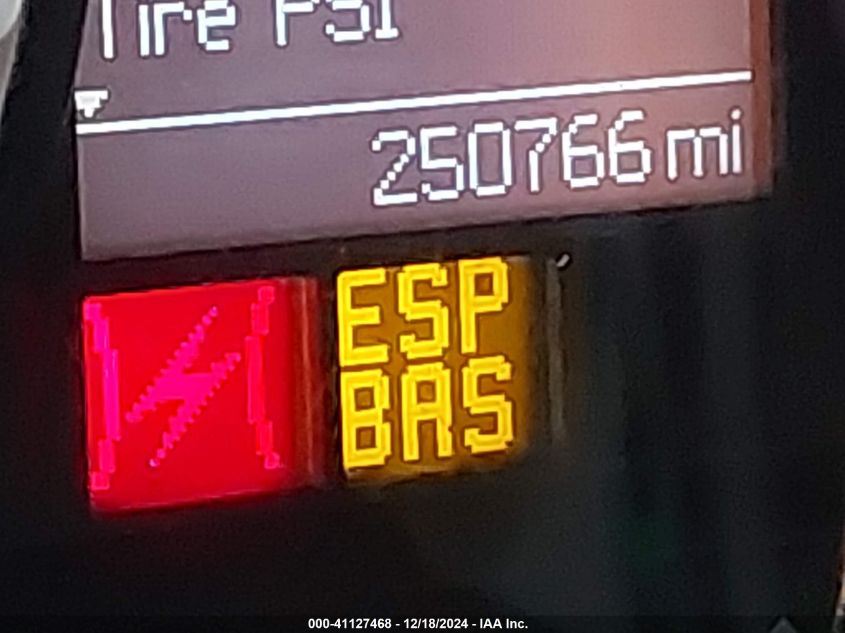 Tire PSI
250766 mi
ESP
BAS
000-41127468 - 12/18/2024 - IAA Inc.